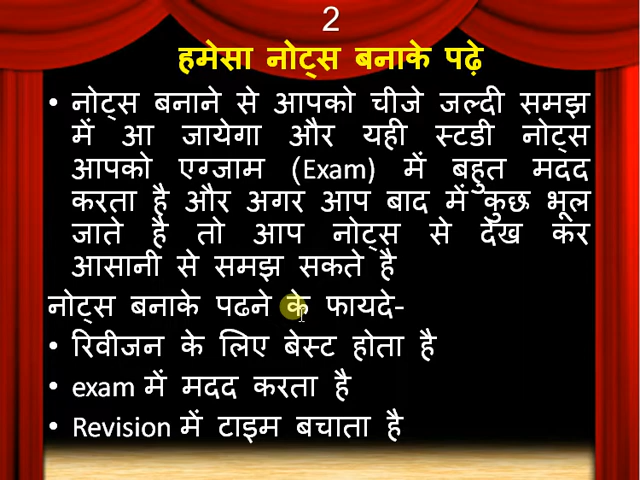 2
हमेसा नोट्स बनाके पढ़े
• नोट्स बनाने से आपको चीजे जल्दी समझ
में आ जायेगा और यही स्टडी नोट्स
आपको एग्जाम (Exam) में बहुत मदद
करता है और अगर आप बाद में कुछ भूल
जाते है तो आप नोट्स से देख कर
आसानी से समझ सकते है
नोट्स बनाके पढने के फायदे-
• रिवीजन के लिए बेस्ट होता है
• exam में मदद करता है
• Revision में टाइम बचाता है